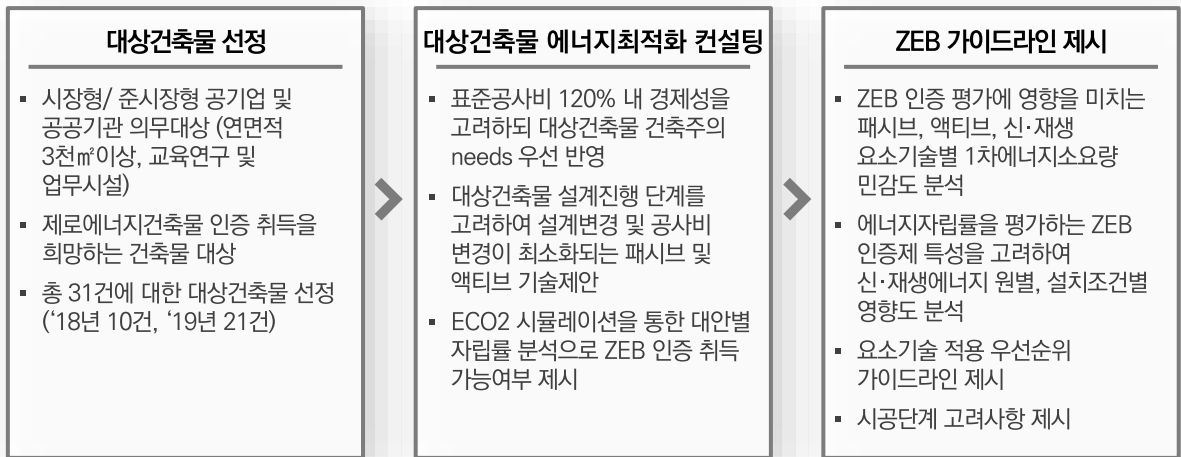 대상건축물 선정
▪ 시장형/ 준시장형 공기업 및
공공기관 의무대상 (연면적
3천㎡이상, 교육연구 및
업무시설)
▪ 제로에너지건축물 인증 취득을
희망하는 건축물 대상
▪ 총 31건에 대한 대상건축물 선정
(‘18년 10건, ‘19년 21건)
대상건축물 에너지최적화 컨설팅
▪ 표준공사비 120% 내 경제성을
고려하되 대상건축물 건축주의
needs 우선 반영
▪ 대상건축물 설계진행 단계를
고려하여 설계변경 및 공사비
변경이 최소화되는 패시브 및
액티브 기술제안
▪ ECO2 시뮬레이션을 통한 대안별
자립률 분석으로 ZEB 인증 취득
가능여부 제시
ZEB 가이드라인 제시
▪ ZEB 인증 평가에 영향을 미치는
패시브, 액티브, 신·재생
요소기술별 1차에너지소요량
민감도 분석
▪ 에너지자립률을 평가하는 ZEB
인증제 특성을 고려하여
신·재생에너지 원별, 설치조건별
영향도 분석
▪ 요소기술 적용 우선순위
가이드라인 제시
▪ 시공단계 고려사항 제시